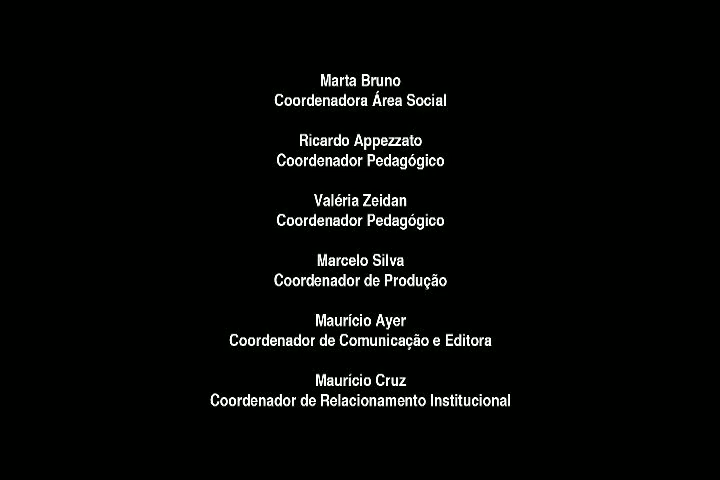 Marta Bruno
Coordenadora Área Social
Ricardo Appezzato
Coordenador Pedagógico
Valéria Zeidan
Coordenador Pedagógico
Marcelo Silva
Coordenador de Produção
Maurício Ayer
Coordenador de Comunicação e Editora
Maurício Cruz
Coordenador de Relacionamento Institucional